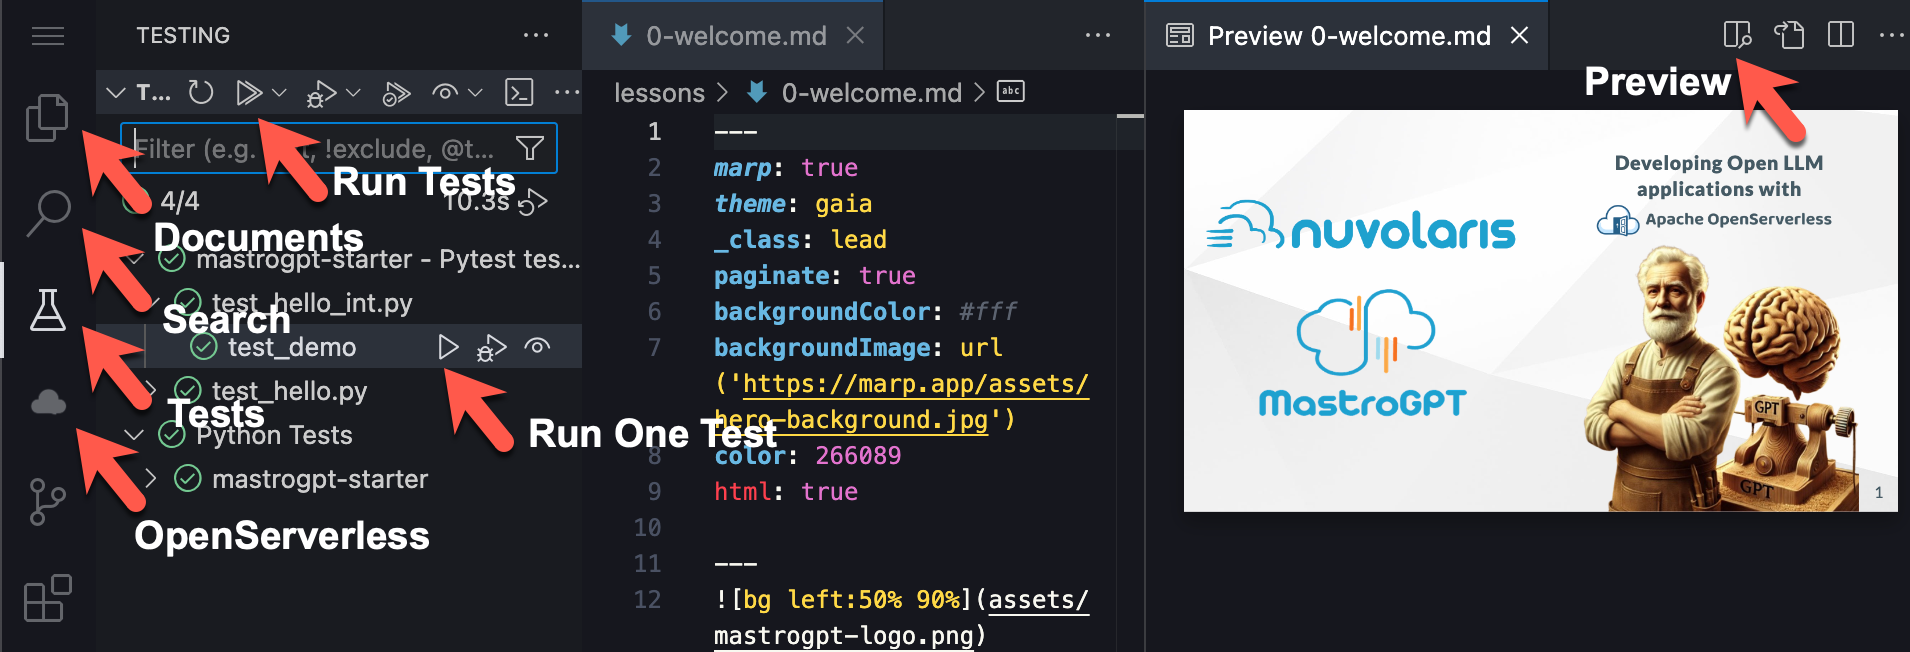 TESTING
T...
Filter (e.g. t, !exclude, @t...
Run Tests
4/4
10.3s
Documents
mastrogpt-starter - Pytest tes...
test_hello_int.py
Search
test_demo
test_hello.py
Tests
Python Tests
Run One Test
mastrogpt-starter
OpenServerless
0-welcome.md
lessons > 0-welcome.md > abc
1 ---
2 marp: true
3 theme: gaia
4 _class: lead
5 paginate: true
6 backgroundColor: #fff
7 backgroundImage: url
('https://marp.app/assets/
hero-background.jpg')
8 color: 266089
9 html: true
10
11 ---
12 ![bg left:50% 90%](assets/
mastrogpt-logo.png)
Preview 0-welcome.md
Preview
Developing Open LLM
applications with
Apache OpenServerless
nuvolaris
MastroGPT
GPT
GPT
1